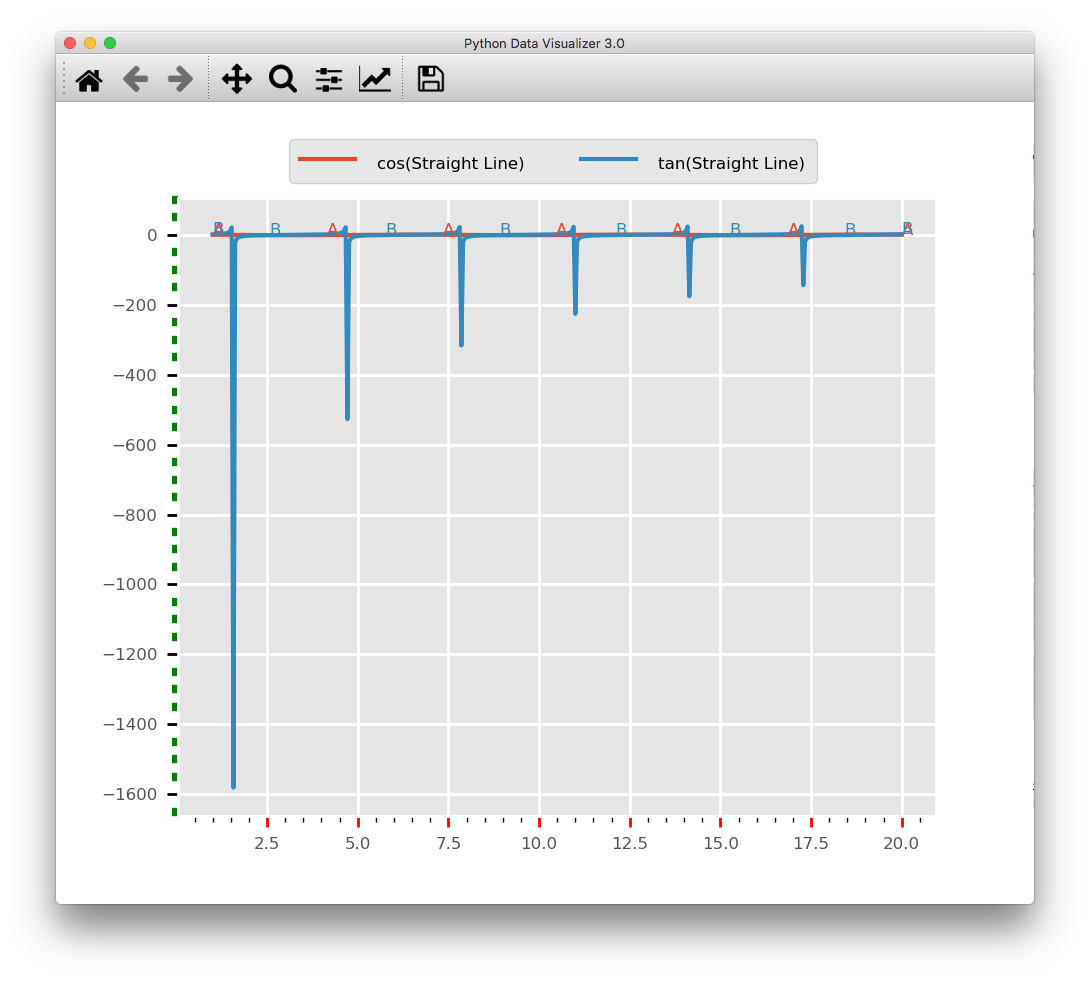 Python Data Visualizer 3.0
cos(Straight Line) tan(Straight Line)
A B B A B A B A B A B A B A B
0
−200
−400
−600
−800
−1000
−1200
−1400
−1600
2.5 5.0 7.5 10.0 12.5 15.0 17.5 20.0